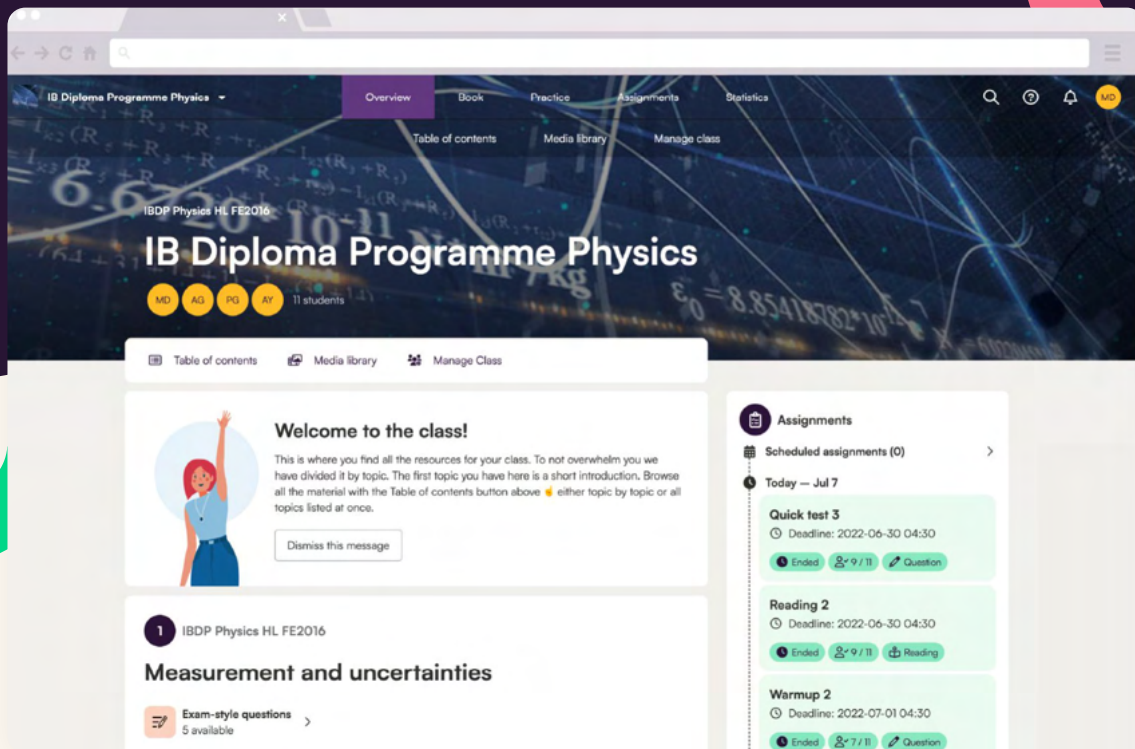 IB Diploma Programme Physics
Overview
Book
Practice
Assignments
Statistics
MD
Table of contents
Media library
Manage class
IBDP Physics HL FE2016
IB Diploma Programme Physics
MD AG PG AY 11 students
Table of contents
Media library
Manage Class
Welcome to the class!
This is where you find all the resources for your class. To not overwhelm you we
have divided it by topic. The first topic you have here is a short introduction. Browse
all the material with the Table of contents button above ☝ either topic by topic or all
topics listed at once.
Dismiss this message
1 IBDP Physics HL FE2016
Measurement and uncertainties
Exam-style questions
5 available
Assignments
Scheduled assignments (0)
Today — Jul 7
Quick test 3
Deadline: 2022-06-30 04:30
Ended 9 / 11 Question
Reading 2
Deadline: 2022-06-30 04:30
Ended 9 / 11 Reading
Warmup 2
Deadline: 2022-07-01 04:30
Ended 7 / 11 Question